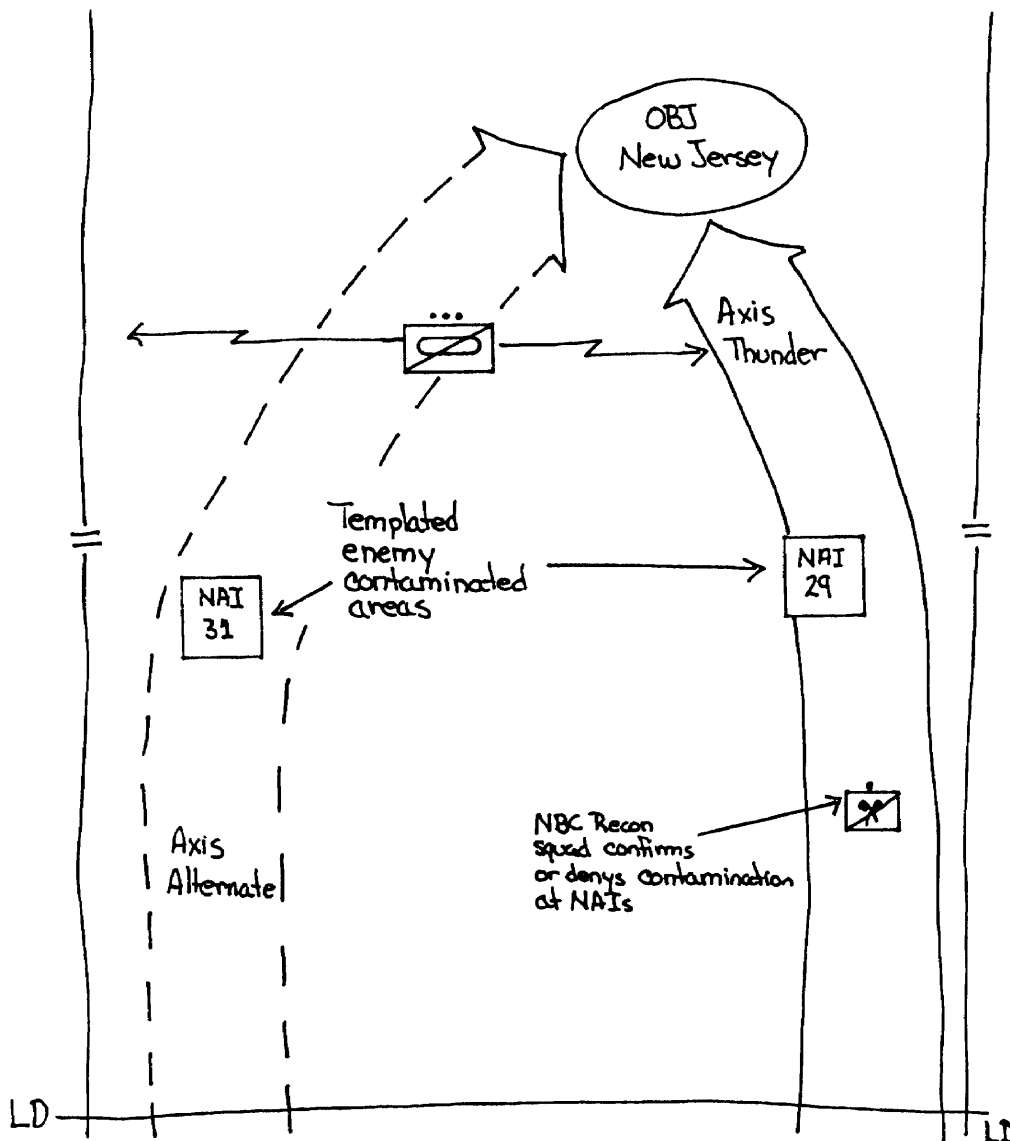 OBJ
New Jersey
Axis
Thunder
Templated
enemy
contaminated
areas
NAI
29
NAI
31
NBC Recon
squad confirms
or denys contamination
at NAIs
Axis
Alternate
LD
LD